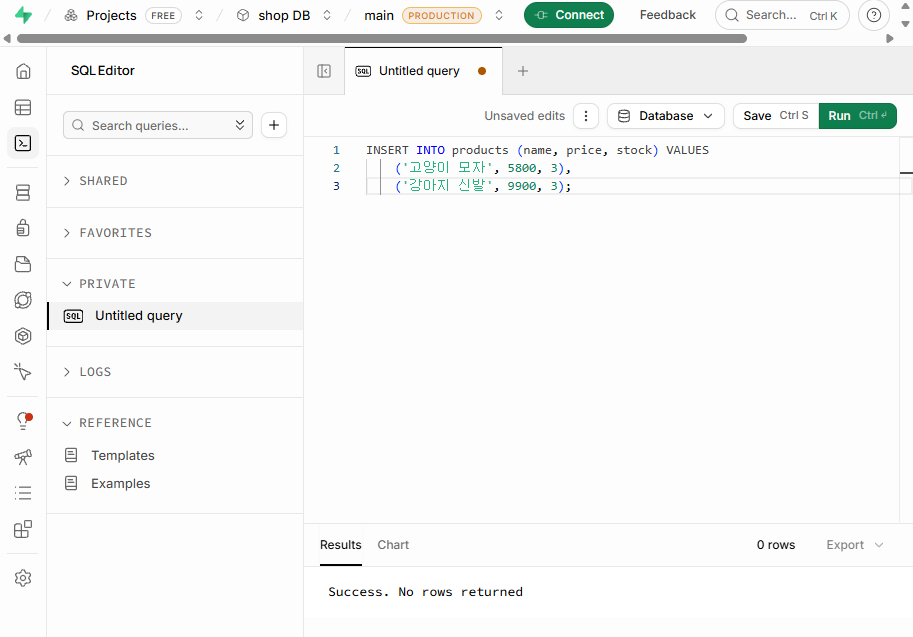 Projects FREE shop DB main PRODUCTION Connect Feedback Search... Ctrl K
SQL Editor
Untitled query
Search queries...
Unsaved edits Database Save Ctrl S Run Ctrl ↵
SHARED
FAVORITES
PRIVATE
SQL Untitled query
LOGS
REFERENCE
Templates
Examples
1 INSERT INTO products (name, price, stock) VALUES
2 ('고양이 모자', 5800, 3),
3 ('강아지 신발', 9900, 3);
Results Chart 0 rows Export
Success. No rows returned